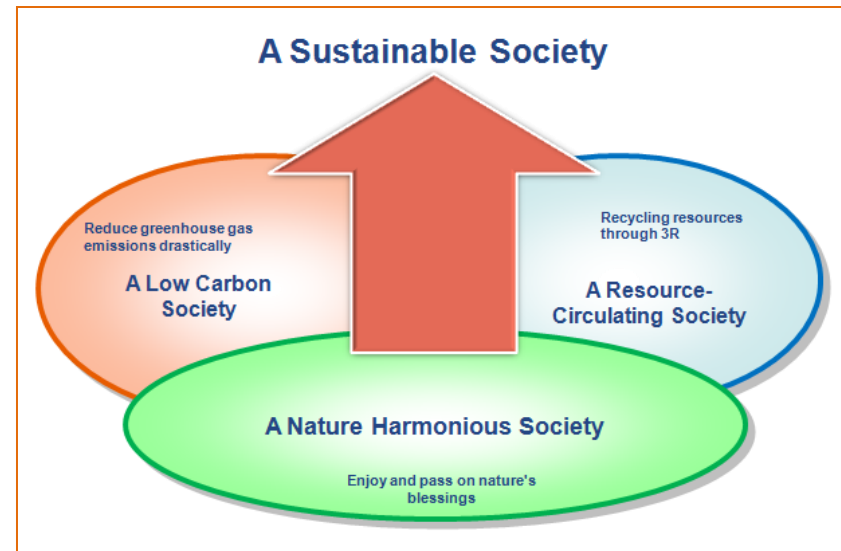 A Sustainable Society
Reduce greenhouse gas
emissions drastically
A Low Carbon
Society
Recycling resources
through 3R
A Resource-
Circulating Society
A Nature Harmonious Society
Enjoy and pass on nature's
blessings